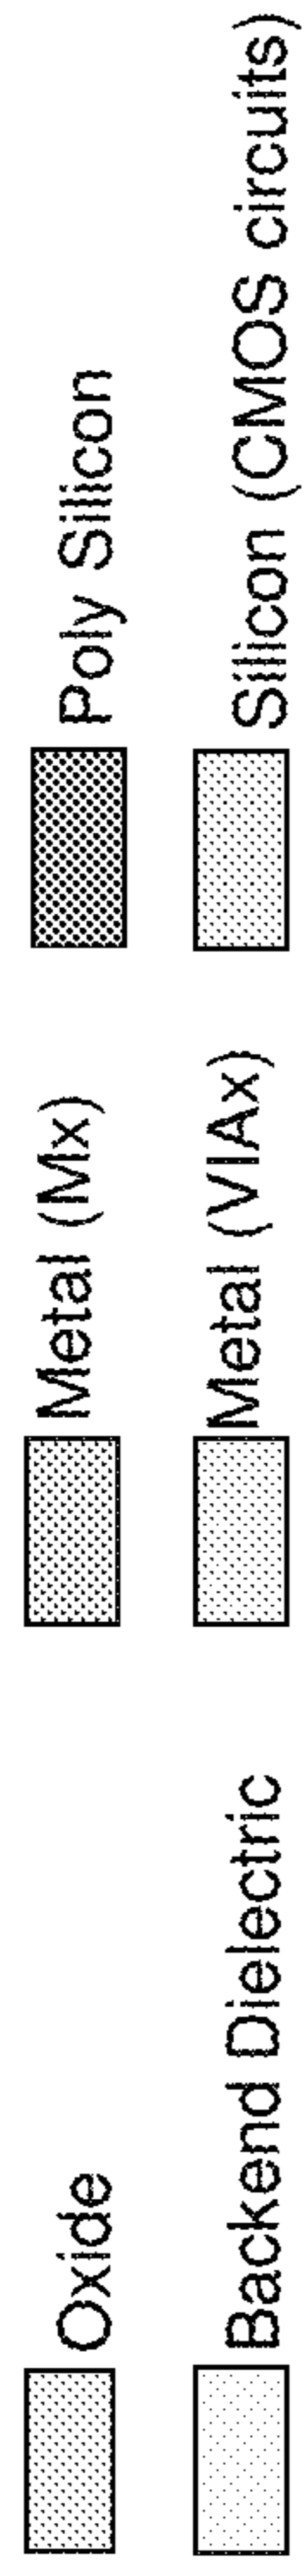 Oxide
Metal (Mx)
Poly Silicon
Backend Dielectric
Metal (VIAx)
Silicon (CMOS circuits)